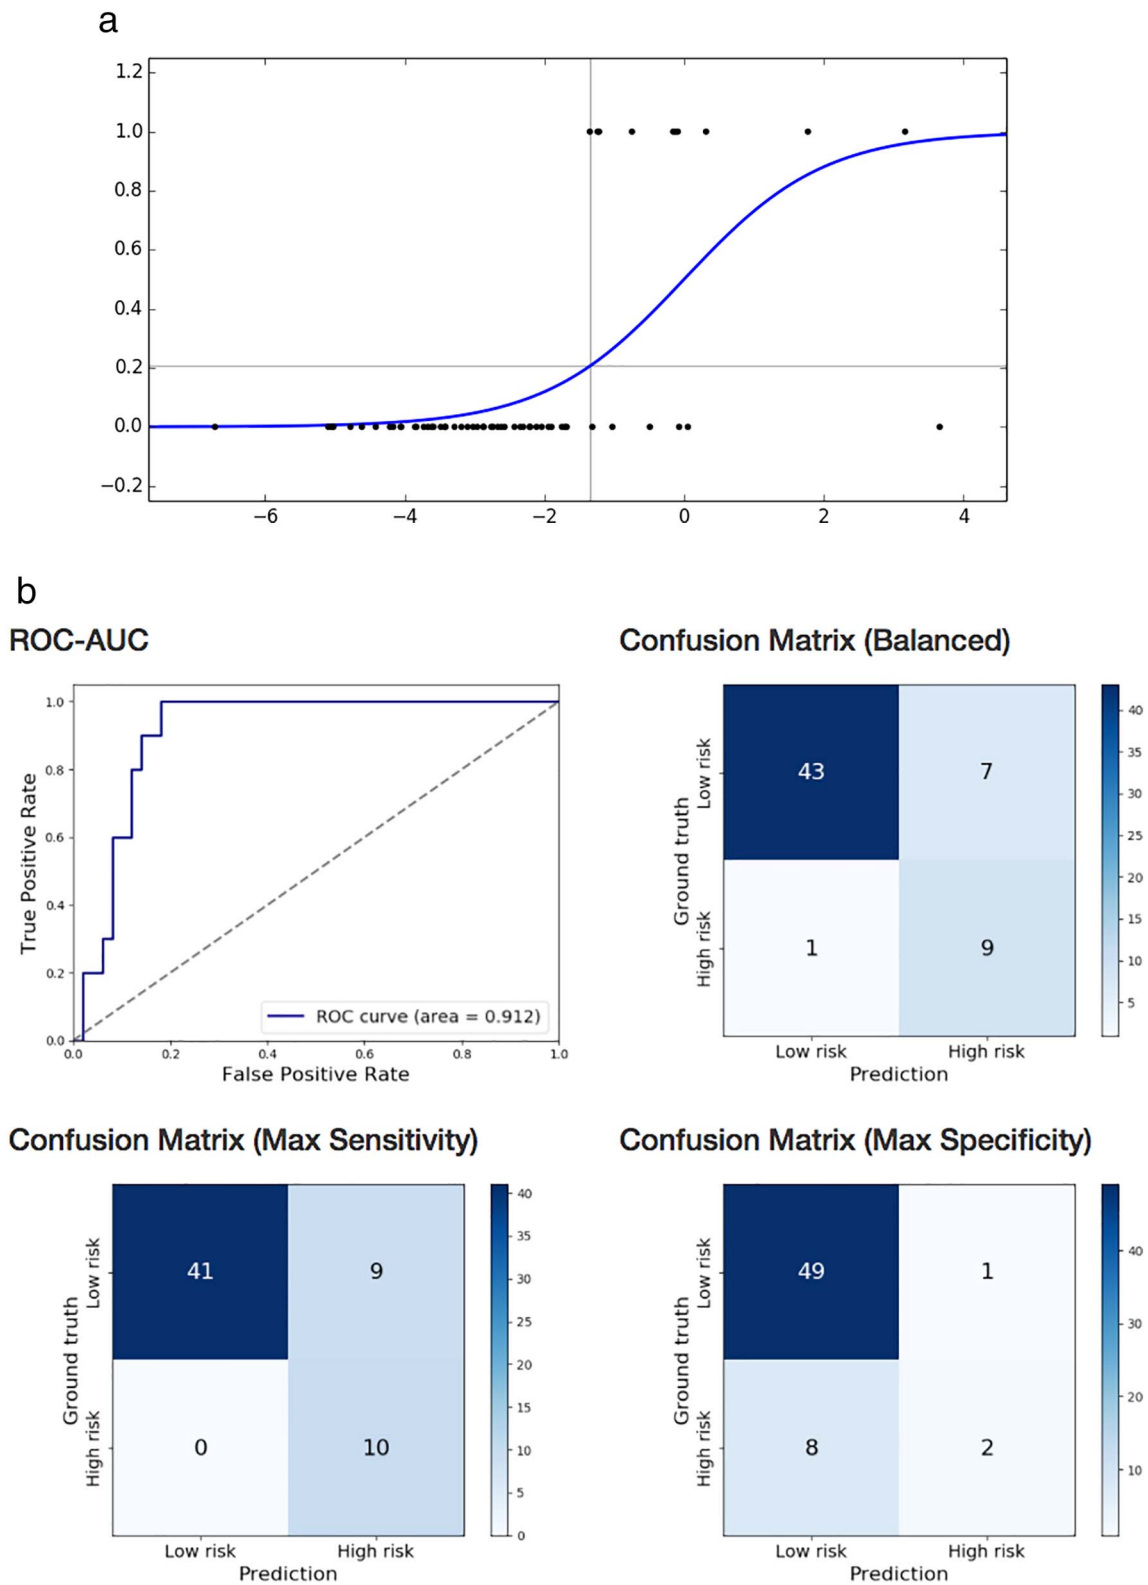 a
1.2
1.0
0.8
0.6
0.4
0.2
0.0
−0.2
−6 −4 −2 0 2 4
b
ROC-AUC
True Positive Rate
1.0
0.8
0.6
0.4
0.2
0.0
0.0 0.2 0.4 0.6 0.8 1.0
False Positive Rate
ROC curve (area = 0.912)
Confusion Matrix (Balanced)
Ground truth
Low risk
High risk
43 7
1 9
Low risk High risk
Prediction
40
35
30
25
20
15
10
5
Confusion Matrix (Max Sensitivity)
Ground truth
Low risk
High risk
41 9
0 10
Low risk High risk
Prediction
40
35
30
25
20
15
10
5
0
Confusion Matrix (Max Specificity)
Ground truth
Low risk
High risk
49 1
8 2
Low risk High risk
Prediction
40
30
20
10